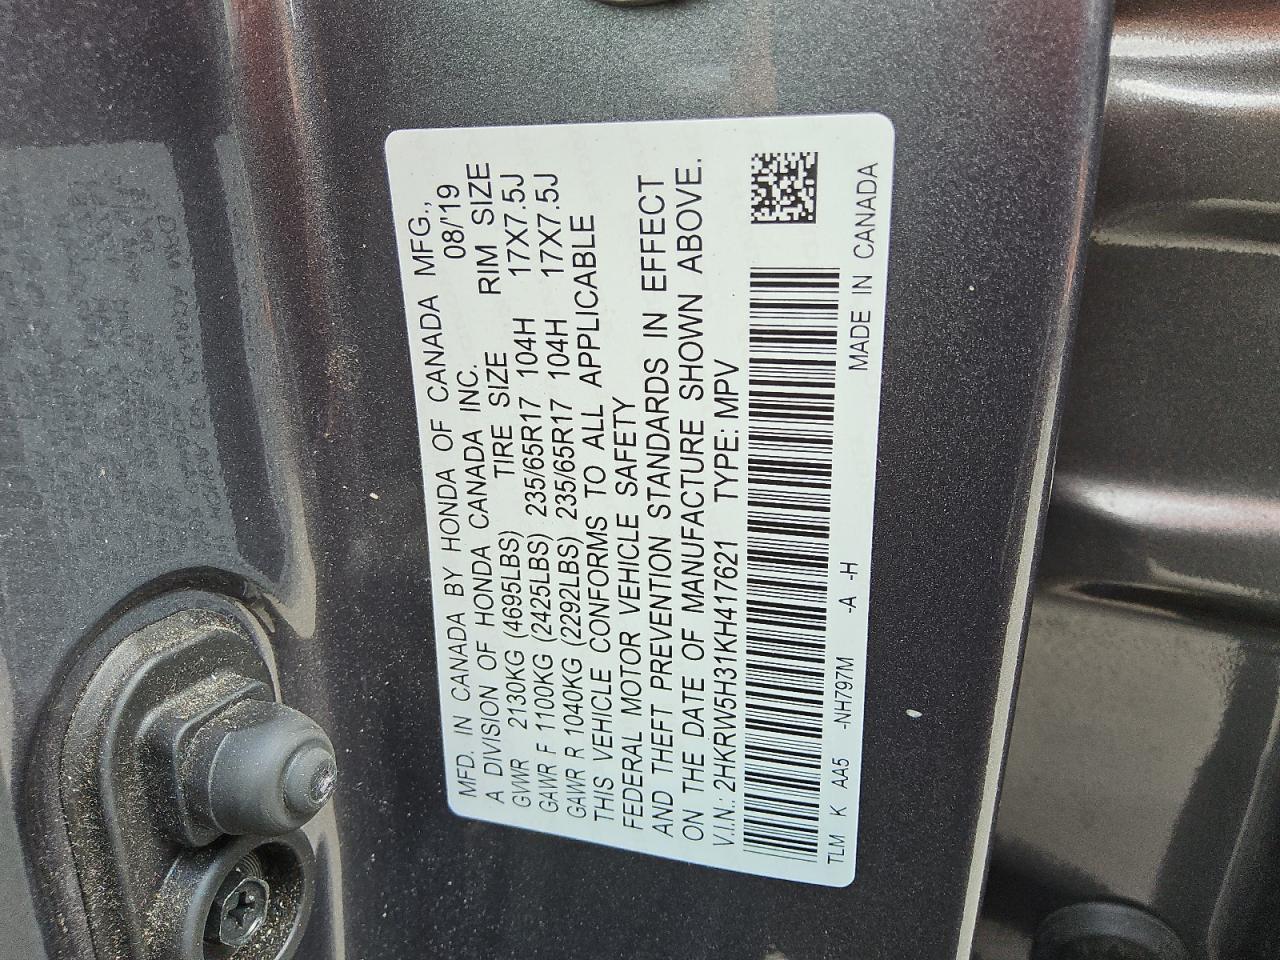 MFD. IN CANADA BY HONDA OF CANADA MFG.,
A DIVISION OF HONDA CANADA INC. 08/'19
GVWR 2130KG (4695LBS) TIRE SIZE RIM SIZE
GAWR F 1100KG (2425LBS) 235/65R17 104H 17X7.5J
GAWR R 1040KG (2292LBS) 235/65R17 104H 17X7.5J
THIS VEHICLE CONFORMS TO ALL APPLICABLE
FEDERAL MOTOR VEHICLE SAFETY
AND THEFT PREVENTION STANDARDS IN EFFECT
ON THE DATE OF MANUFACTURE SHOWN ABOVE.
V.I.N.: 2HKRW5H31KH417621 TYPE: MPV
TLM K AA5 -NH797M -A -H MADE IN CANADA